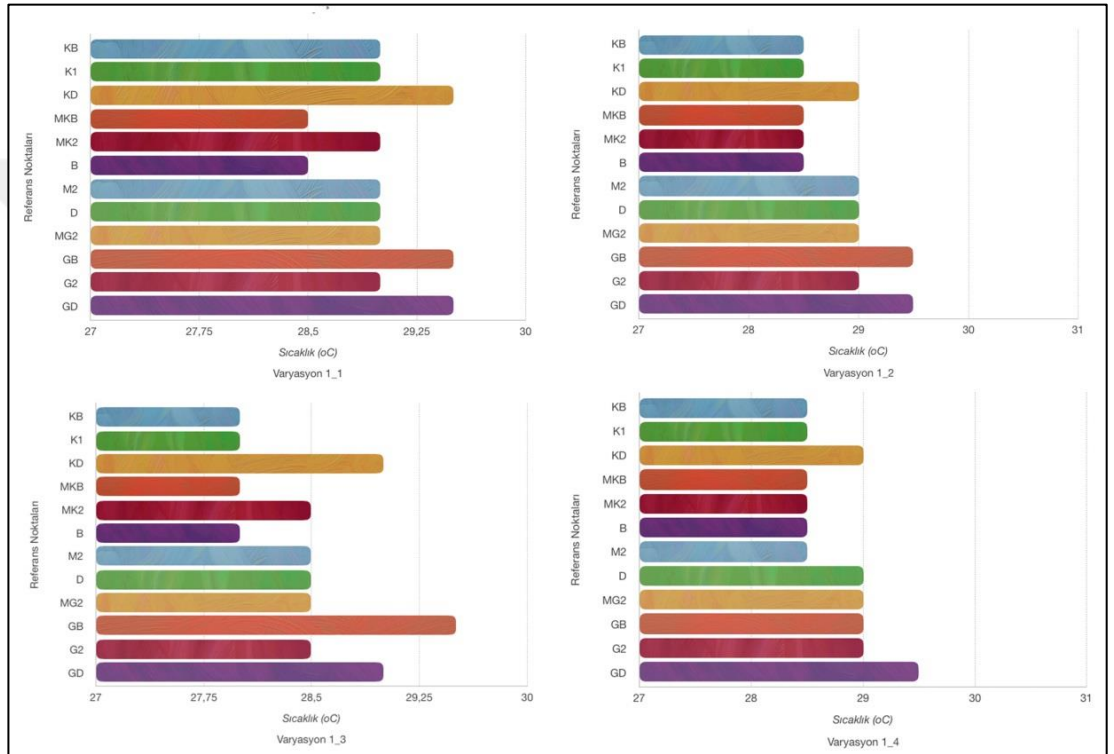 KB
K1
KD
MKB
MK2
B
M2
D
MG2
GB
G2
GD
Referans Noktaları
27 27,75 28,5 29,25 30
Sıcaklık (oC)
Varyasyon 1_1
KB
K1
KD
MKB
MK2
B
M2
D
MG2
GB
G2
GD
Referans Noktaları
27 28 29 30 31
Sıcaklık (oC)
Varyasyon 1_2
KB
K1
KD
MKB
MK2
B
M2
D
MG2
GB
G2
GD
Referans Noktaları
27 27,75 28,5 29,25 30
Sıcaklık (oC)
Varyasyon 1_3
KB
K1
KD
MKB
MK2
B
M2
D
MG2
GB
G2
GD
Referans Noktaları
27 28 29 30 31
Sıcaklık (oC)
Varyasyon 1_4